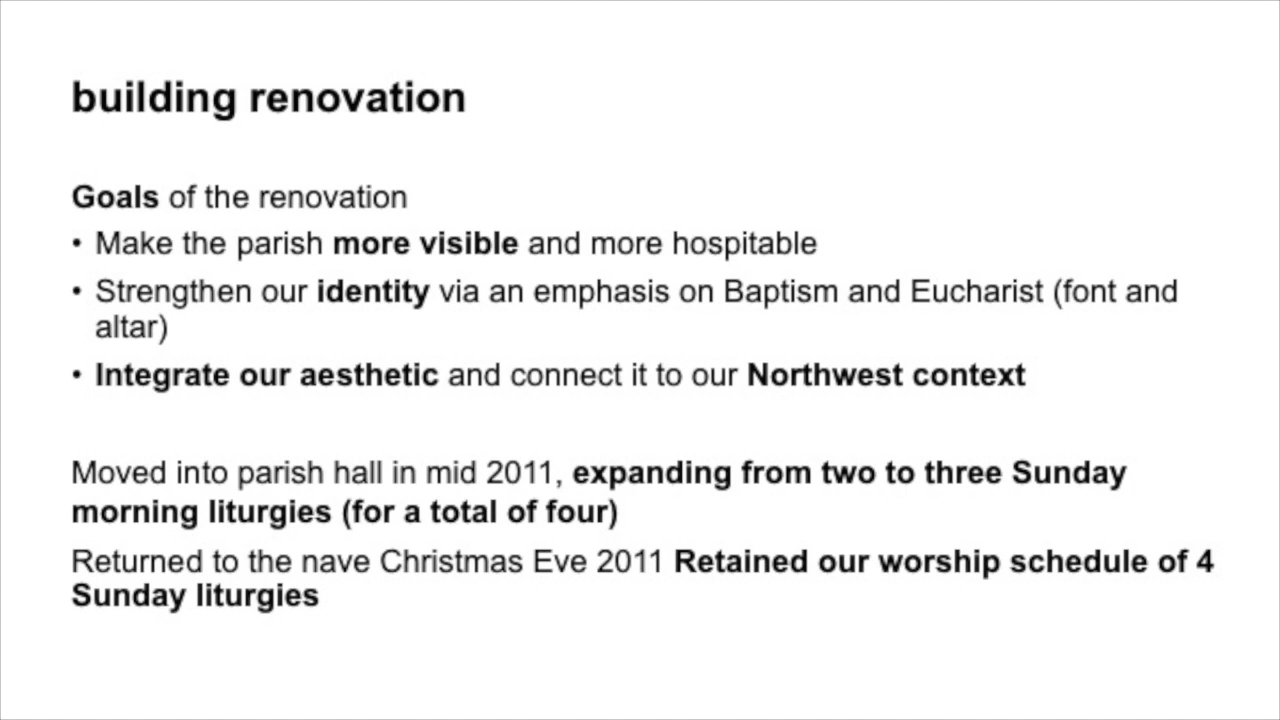 building renovation
Goals of the renovation
• Make the parish more visible and more hospitable
• Strengthen our identity via an emphasis on Baptism and Eucharist (font and
altar)
• Integrate our aesthetic and connect it to our Northwest context
Moved into parish hall in mid 2011, expanding from two to three Sunday
morning liturgies (for a total of four)
Returned to the nave Christmas Eve 2011 Retained our worship schedule of 4
Sunday liturgies